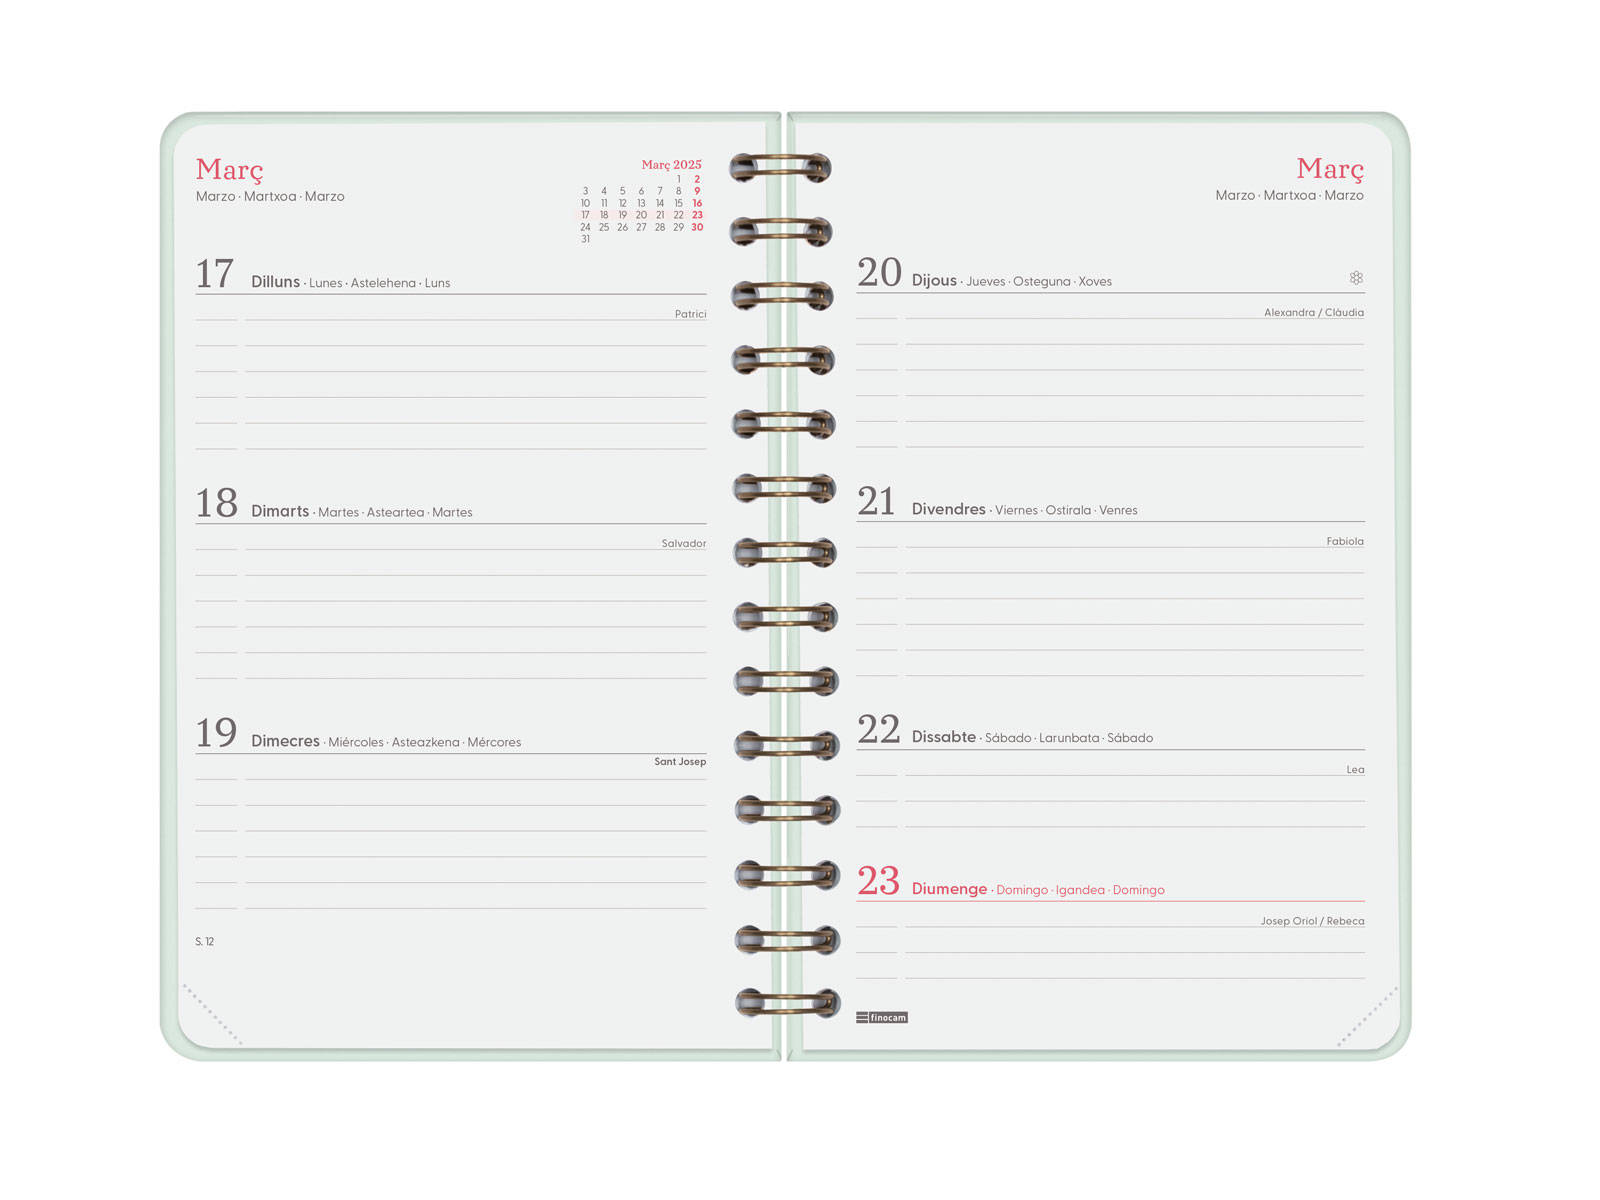 Març
Marzo · Martxoa · Marzo
Març 2025
1 2
3 4 5 6 7 8 9
10 11 12 13 14 15 16
17 18 19 20 21 22 23
24 25 26 27 28 29 30
31
17 Dilluns · Lunes · Astelehena · Luns
Patrici
18 Dimarts · Martes · Asteartea · Martes
Salvador
19 Dimecres · Miércoles · Asteazkena · Mércores
Sant Josep
S. 12
Març
Marzo · Martxoa · Marzo
20 Dijous · Jueves · Osteguna · Xoves
Alexandra / Clàudia
21 Divendres · Viernes · Ostirala · Venres
Fabiola
22 Dissabte · Sábado · Larunbata · Sábado
Lea
23 Diumenge · Domingo · Igandea · Domingo
Josep Oriol / Rebeca
finocam